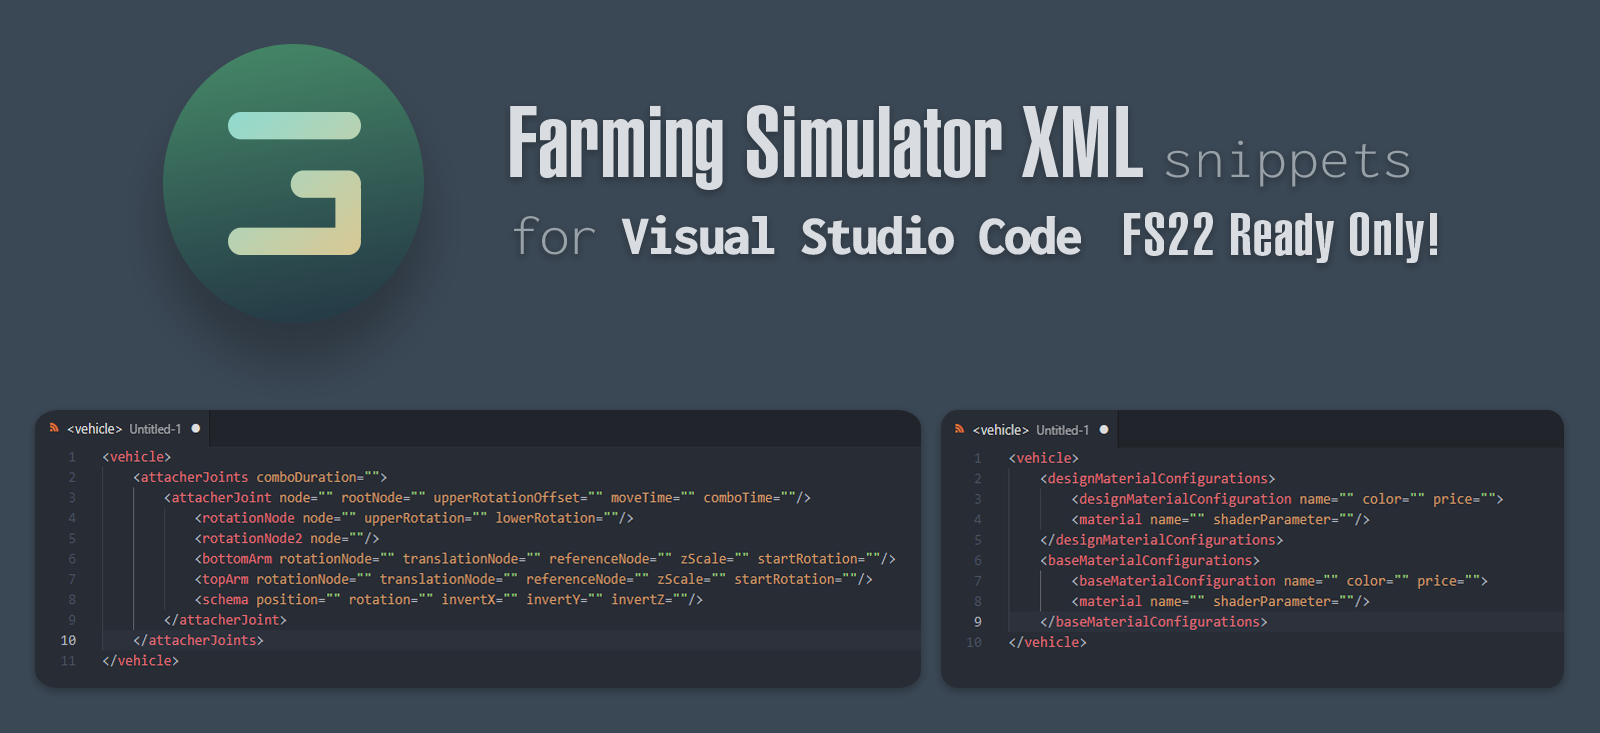 Farming Simulator XML snippets
for Visual Studio Code FS22 Ready Only!
<vehicle> Untitled-1 ●
1 <vehicle>
2 <attacherJoints comboDuration="">
3 <attacherJoint node="" rootNode="" upperRotationOffset="" moveTime="" comboTime=""/>
4 <rotationNode node="" upperRotation="" lowerRotation=""/>
5 <rotationNode2 node=""/>
6 <bottomArm rotationNode="" translationNode="" referenceNode="" zScale="" startRotation=""/>
7 <topArm rotationNode="" translationNode="" referenceNode="" zScale="" startRotation=""/>
8 <schema position="" rotation="" invertX="" invertY="" invertZ=""/>
9 </attacherJoint>
10 </attacherJoints>
11 </vehicle>
<vehicle> Untitled-1 ●
1 <vehicle>
2 <designMaterialConfigurations>
3 <designMaterialConfiguration name="" color="" price="">
4 <material name="" shaderParameter=""/>
5 </designMaterialConfigurations>
6 <baseMaterialConfigurations>
7 <baseMaterialConfiguration name="" color="" price="">
8 <material name="" shaderParameter=""/>
9 </baseMaterialConfigurations>
10 </vehicle>